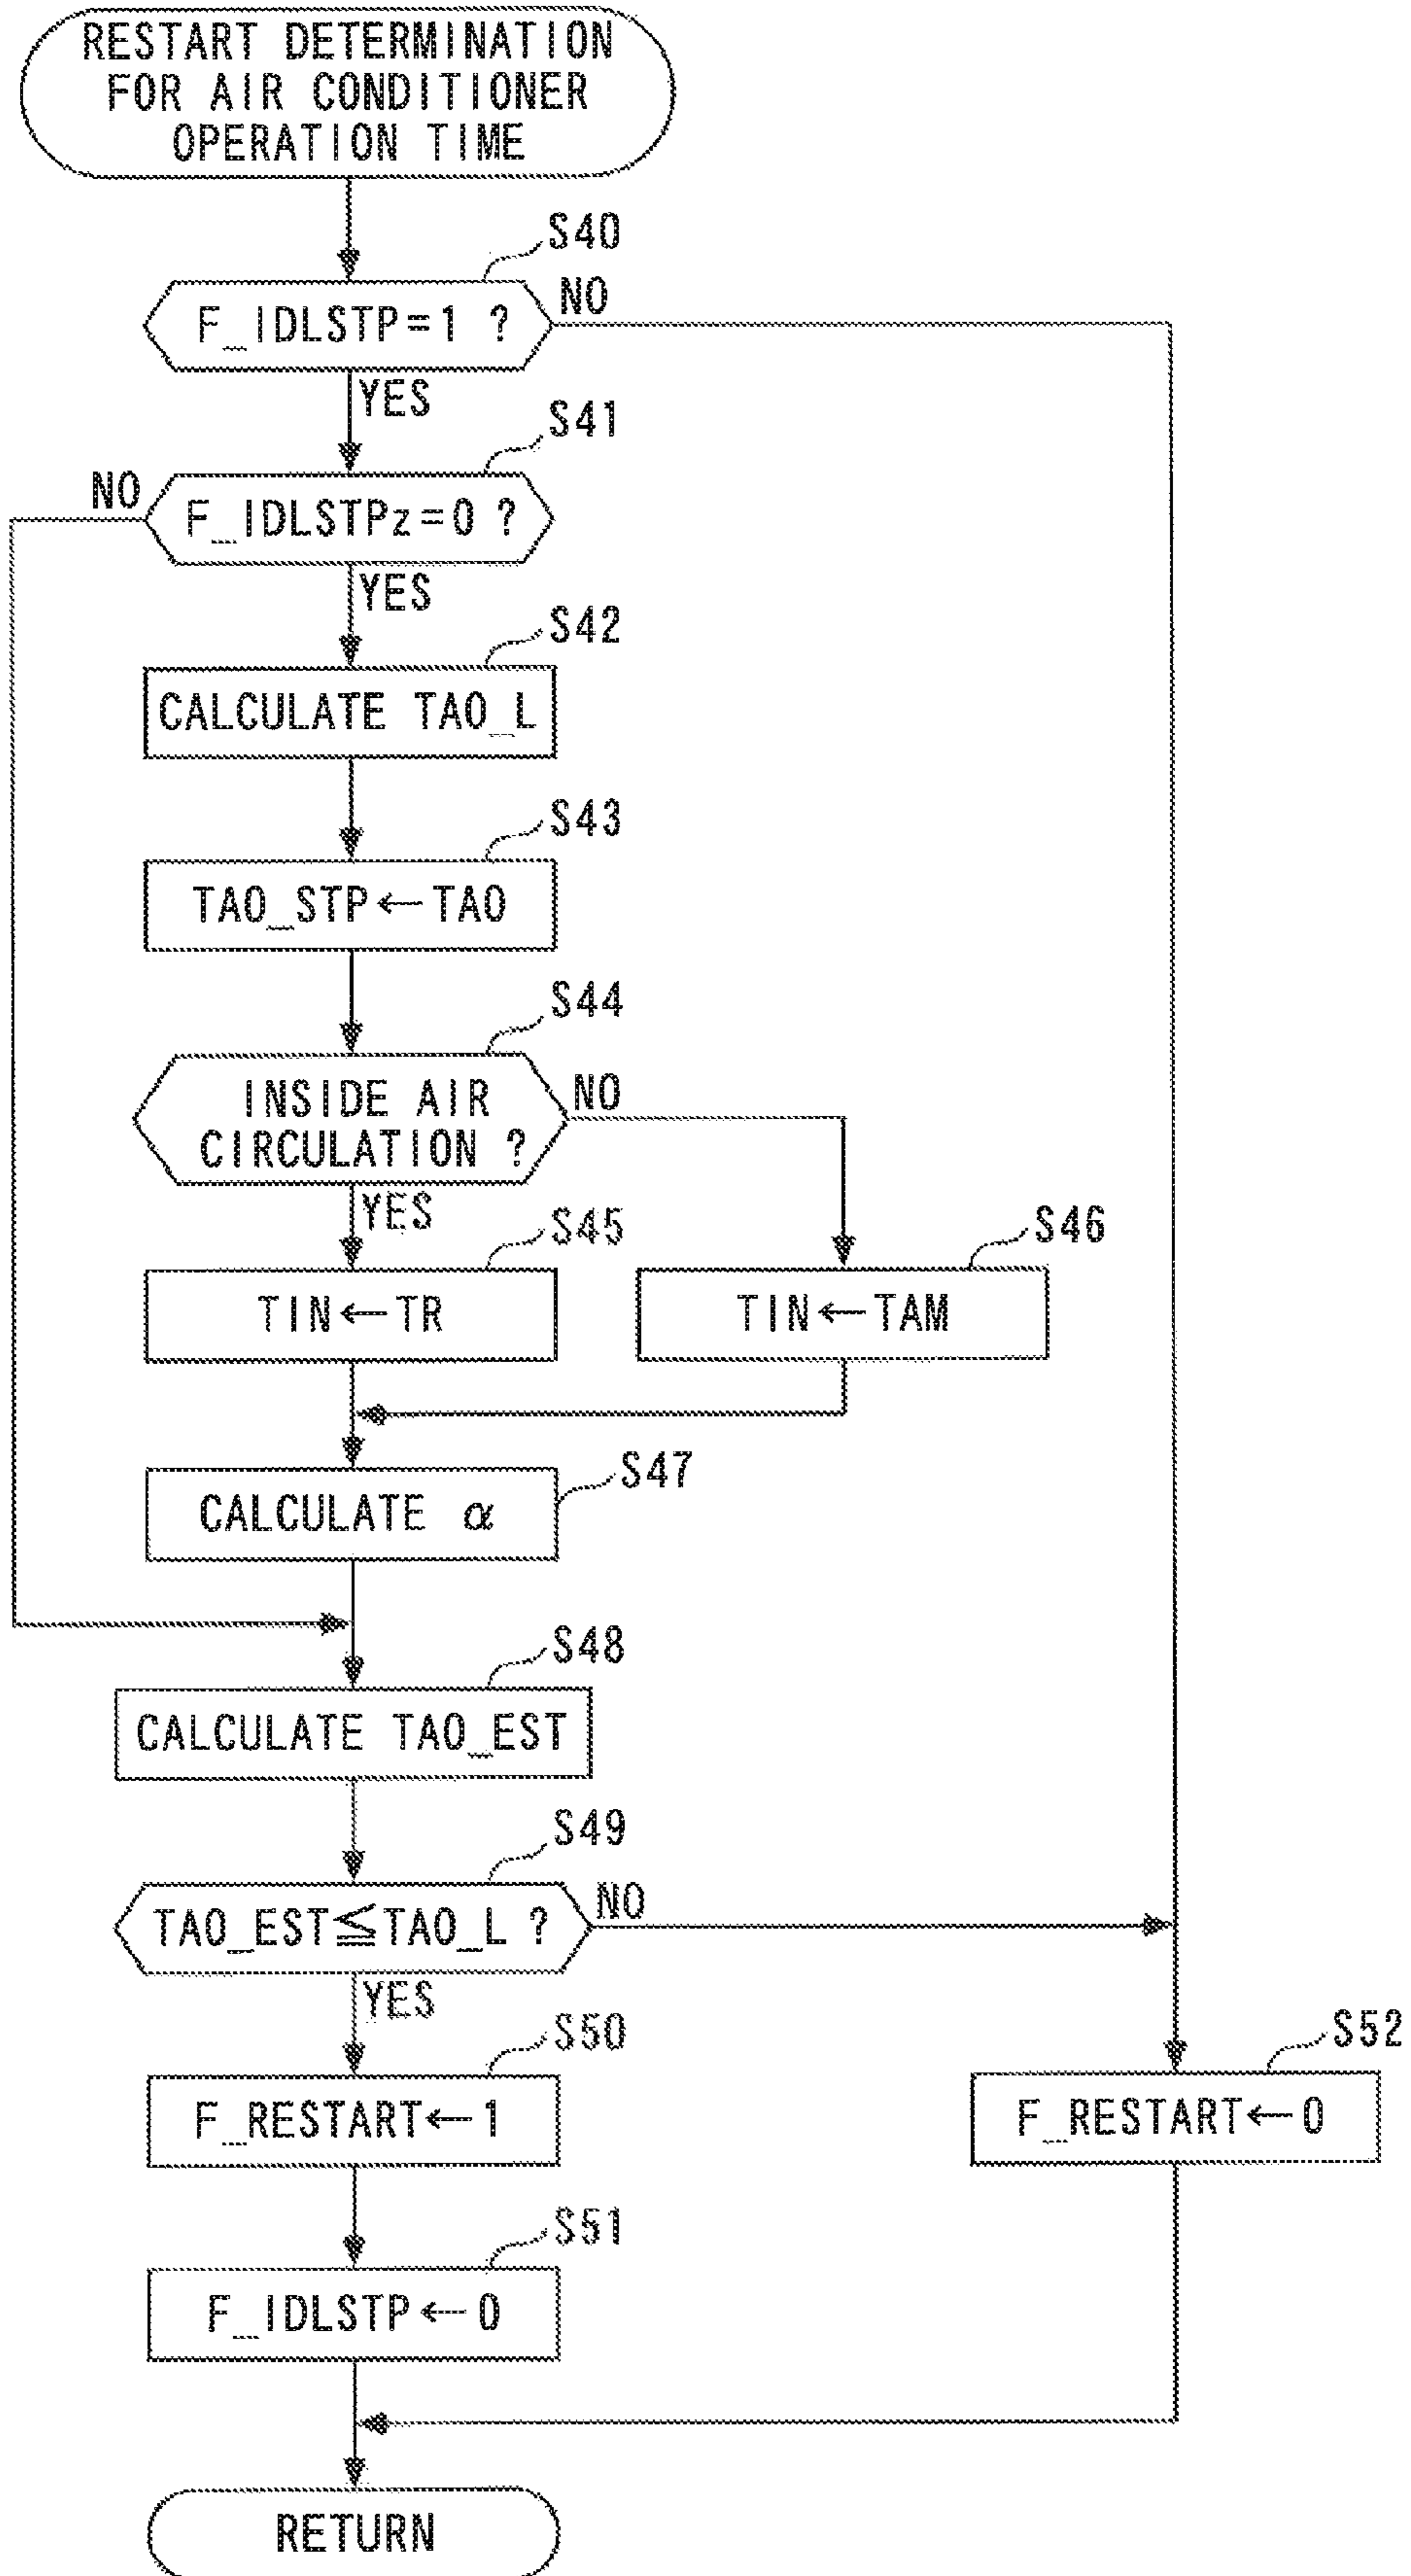 RESTART DETERMINATION
FOR AIR CONDITIONER
OPERATION TIME
S40
F_IDLSTP=1 ?
NO
YES
S41
NO
F_IDLSTPz=0 ?
YES
S42
CALCULATE TAO_L
S43
TAO_STP←TAO
S44
INSIDE AIR
CIRCULATION ?
NO
YES
S45
TIN←TR
S46
TIN←TAM
S47
CALCULATE α
S48
CALCULATE TAO_EST
S49
TAO_EST≦TAO_L ?
NO
YES
S50
F_RESTART←1
S52
F_RESTART←0
S51
F_IDLSTP←0
RETURN